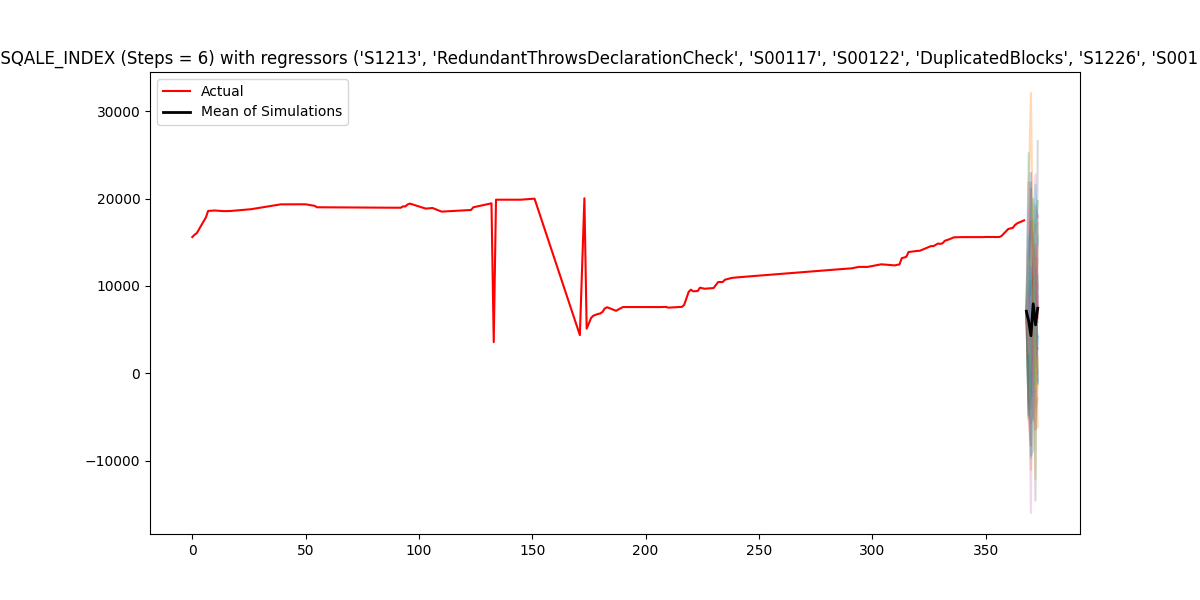 SQALE_INDEX (Steps = 6) with regressors ('S1213', 'RedundantThrowsDeclarationCheck', 'S00117', 'S00122', 'DuplicatedBlocks', 'S1226', 'S001
Actual
Mean of Simulations
30000
20000
10000
0
−10000
0 50 100 150 200 250 300 350